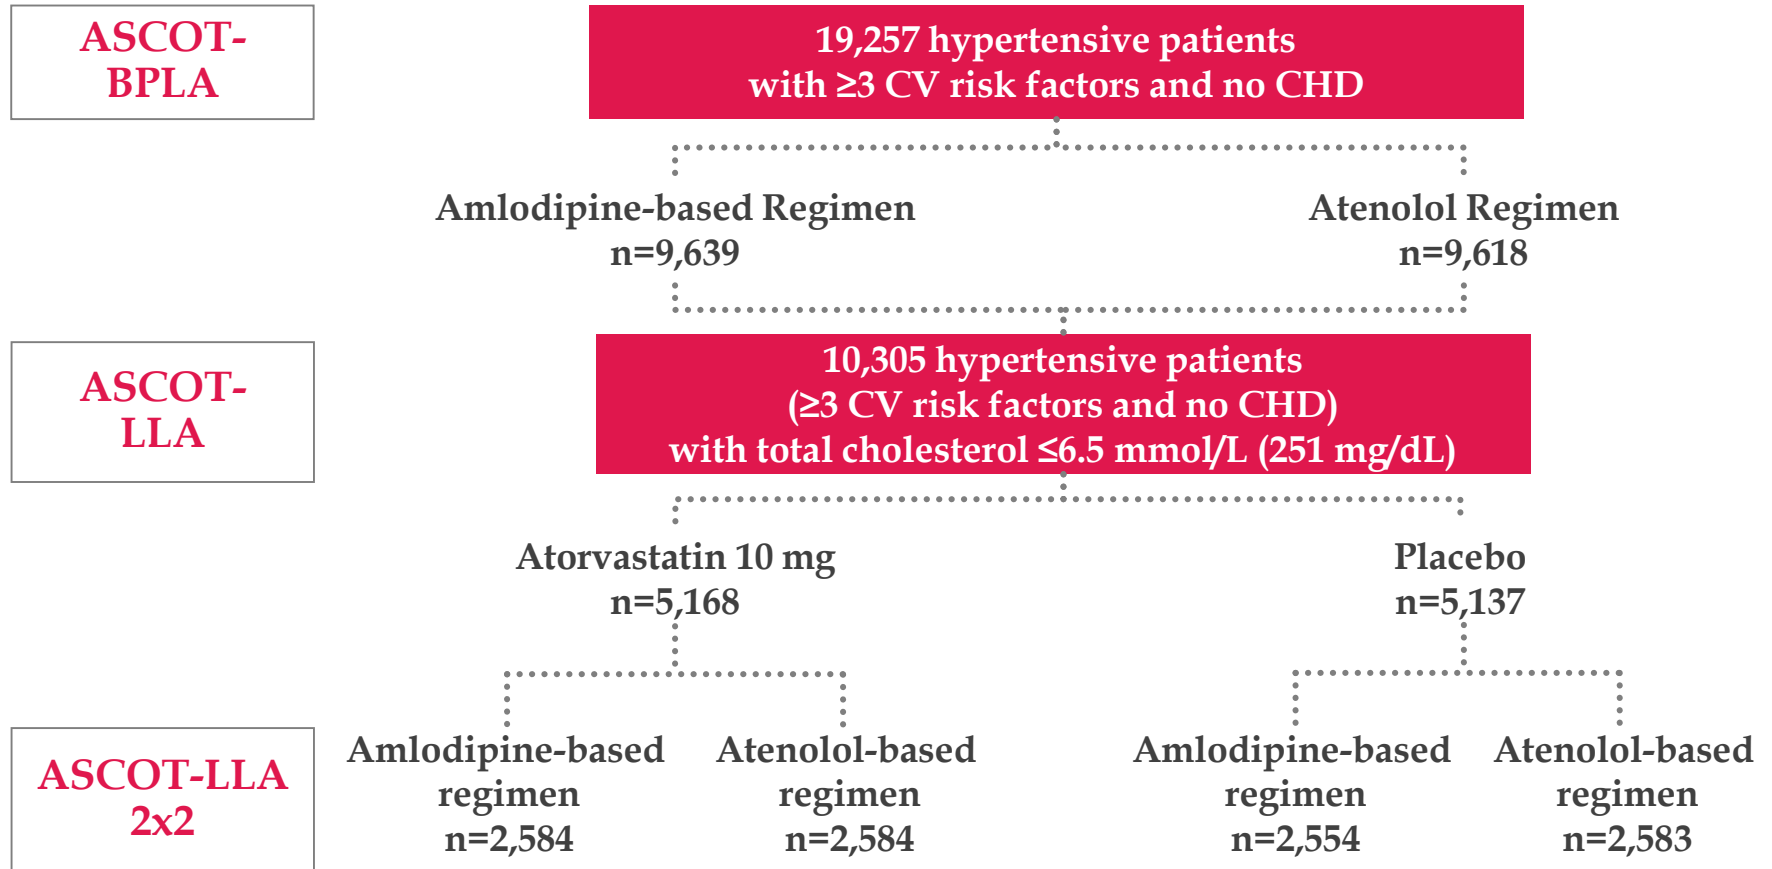 ASCOT-
BPLA
19,257 hypertensive patients
with ≥3 CV risk factors and no CHD
Amlodipine-based Regimen
n=9,639
Atenolol Regimen
n=9,618
ASCOT-
LLA
10,305 hypertensive patients
(≥3 CV risk factors and no CHD)
with total cholesterol ≤6.5 mmol/L (251 mg/dL)
Atorvastatin 10 mg
n=5,168
Placebo
n=5,137
ASCOT-LLA
2x2
Amlodipine-based
regimen
n=2,584
Atenolol-based
regimen
n=2,584
Amlodipine-based
regimen
n=2,554
Atenolol-based
regimen
n=2,583